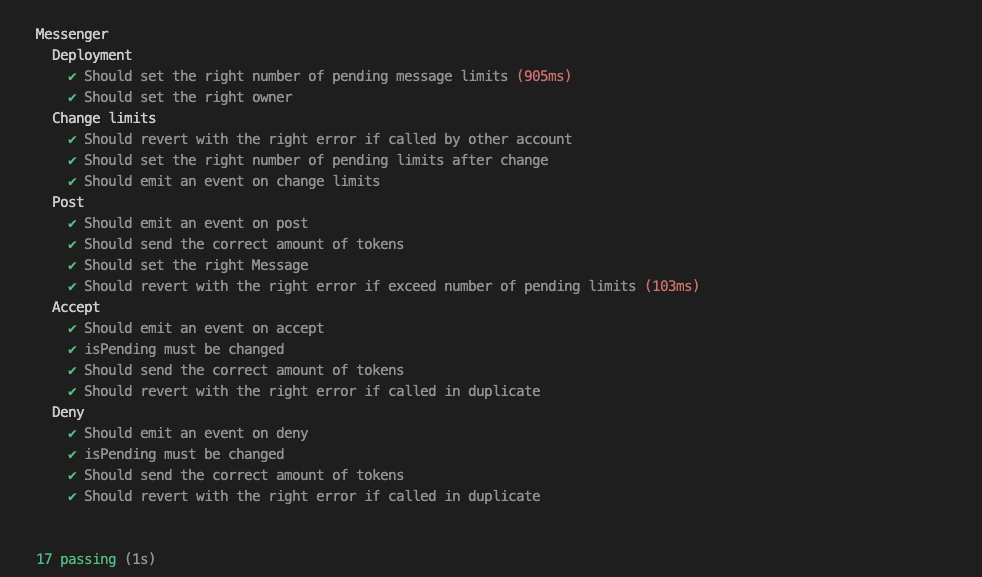 Messenger
Deployment
✔ Should set the right number of pending message limits (905ms)
✔ Should set the right owner
Change limits
✔ Should revert with the right error if called by other account
✔ Should set the right number of pending limits after change
✔ Should emit an event on change limits
Post
✔ Should emit an event on post
✔ Should send the correct amount of tokens
✔ Should set the right Message
✔ Should revert with the right error if exceed number of pending limits (103ms)
Accept
✔ Should emit an event on accept
✔ isPending must be changed
✔ Should send the correct amount of tokens
✔ Should revert with the right error if called in duplicate
Deny
✔ Should emit an event on deny
✔ isPending must be changed
✔ Should send the correct amount of tokens
✔ Should revert with the right error if called in duplicate
17 passing (1s)